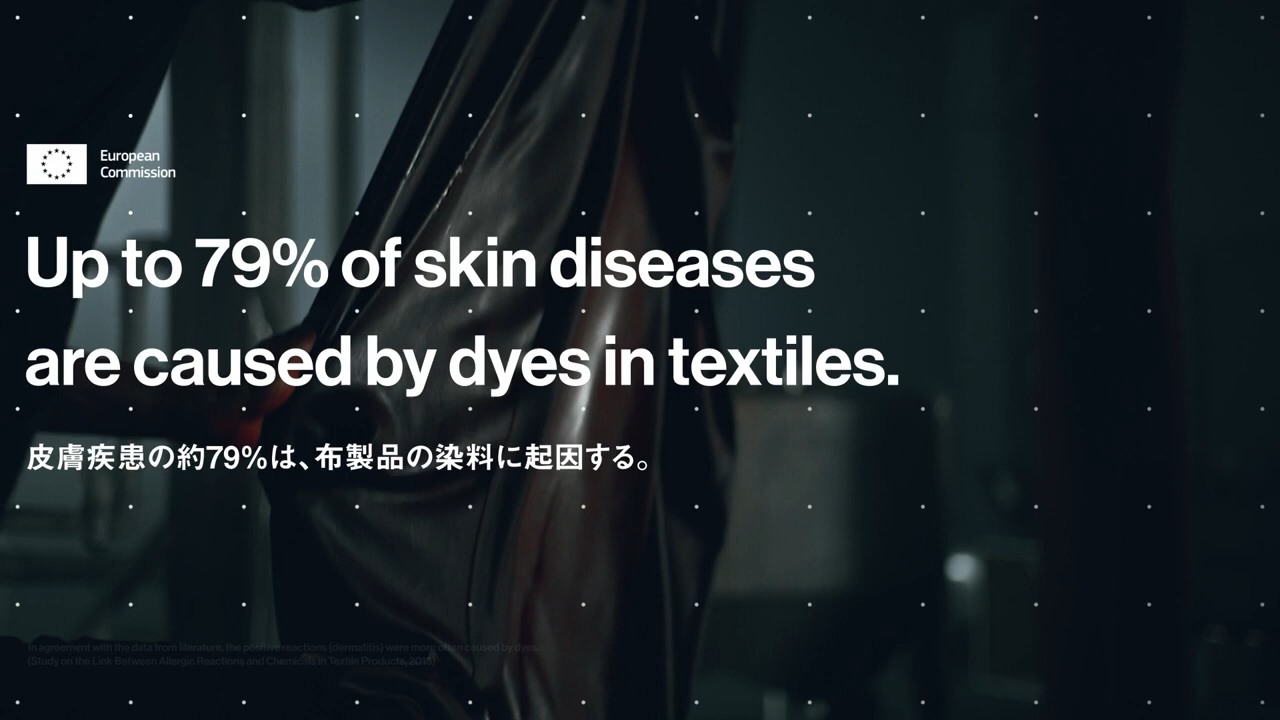 European
Commission
Up to 79% of skin diseases
are caused by dyes in textiles.
皮膚疾患の約79%は、布製品の染料に起因する。
In agreement with the data from literature, the positive reactions (dermatitis) were more often caused by dyes.
(Study on the Link Between Allergic Reactions and Chemicals in Textile Products, 2013)